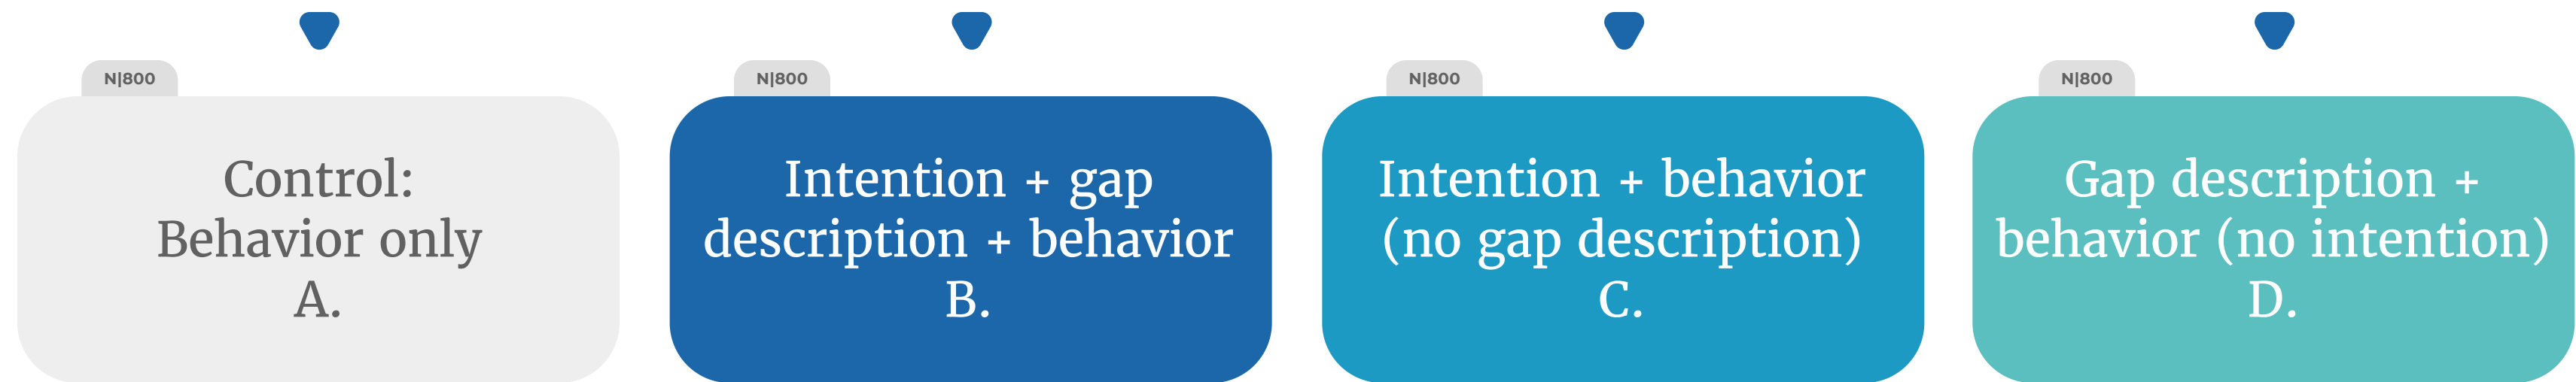 N|800
Control:
Behavior only
A.
N|800
Intention + gap
description + behavior
B.
N|800
Intention + behavior
(no gap description)
C.
N|800
Gap description +
behavior (no intention)
D.